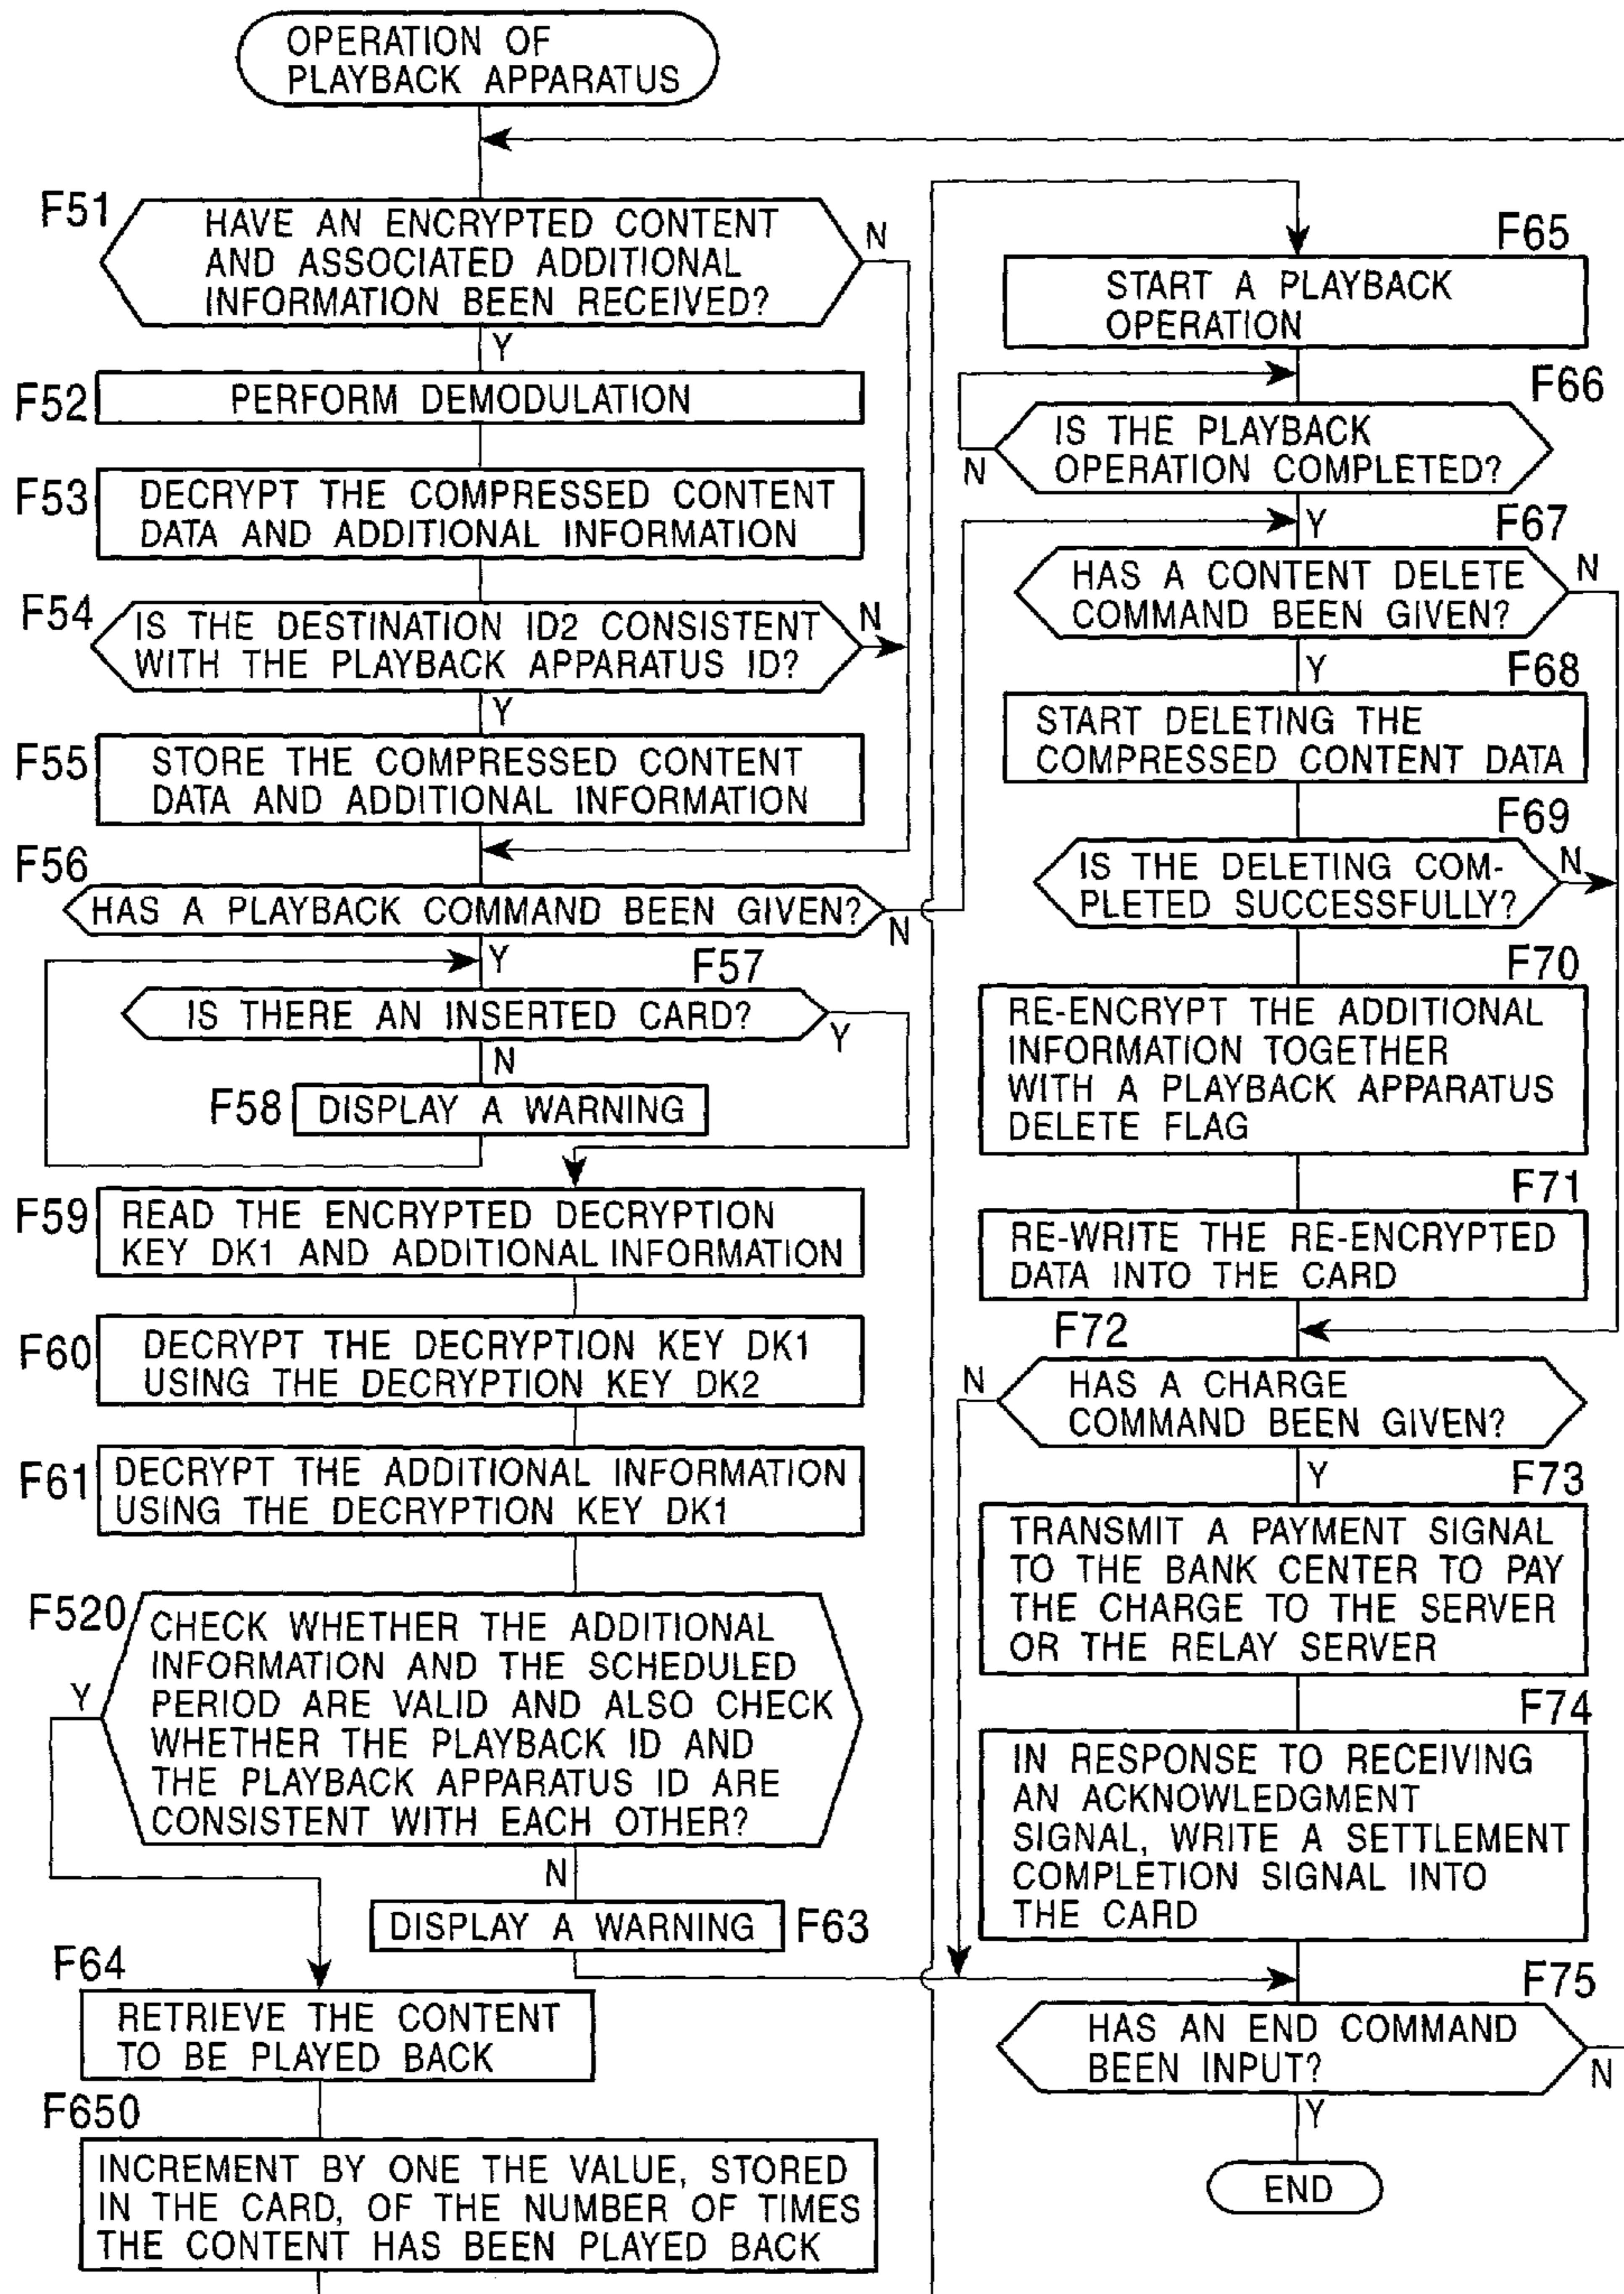 OPERATION OF
PLAYBACK APPARATUS
F51
HAVE AN ENCRYPTED CONTENT
AND ASSOCIATED ADDITIONAL
INFORMATION BEEN RECEIVED?
N
Y
F52
PERFORM DEMODULATION
F53
DECRYPT THE COMPRESSED CONTENT
DATA AND ADDITIONAL INFORMATION
F54
IS THE DESTINATION ID2 CONSISTENT
WITH THE PLAYBACK APPARATUS ID?
N
Y
F55
STORE THE COMPRESSED CONTENT
DATA AND ADDITIONAL INFORMATION
F56
HAS A PLAYBACK COMMAND BEEN GIVEN?
N
Y
F57
IS THERE AN INSERTED CARD?
Y
N
F58
DISPLAY A WARNING
F59
READ THE ENCRYPTED DECRYPTION
KEY DK1 AND ADDITIONAL INFORMATION
F60
DECRYPT THE DECRYPTION KEY DK1
USING THE DECRYPTION KEY DK2
F61
DECRYPT THE ADDITIONAL INFORMATION
USING THE DECRYPTION KEY DK1
F520
CHECK WHETHER THE ADDITIONAL
INFORMATION AND THE SCHEDULED
PERIOD ARE VALID AND ALSO CHECK
WHETHER THE PLAYBACK ID AND
THE PLAYBACK APPARATUS ID ARE
CONSISTENT WITH EACH OTHER?
Y
N
DISPLAY A WARNING
F63
F64
RETRIEVE THE CONTENT
TO BE PLAYED BACK
F650
INCREMENT BY ONE THE VALUE, STORED
IN THE CARD, OF THE NUMBER OF TIMES
THE CONTENT HAS BEEN PLAYED BACK
F65
START A PLAYBACK
OPERATION
F66
IS THE PLAYBACK
OPERATION COMPLETED?
N
Y
F67
HAS A CONTENT DELETE
COMMAND BEEN GIVEN?
N
Y
F68
START DELETING THE
COMPRESSED CONTENT DATA
F69
IS THE DELETING COM-
PLETED SUCCESSFULLY?
N
F70
RE-ENCRYPT THE ADDITIONAL
INFORMATION TOGETHER
WITH A PLAYBACK APPARATUS
DELETE FLAG
F71
RE-WRITE THE RE-ENCRYPTED
DATA INTO THE CARD
F72
HAS A CHARGE
COMMAND BEEN GIVEN?
N
Y
F73
TRANSMIT A PAYMENT SIGNAL
TO THE BANK CENTER TO PAY
THE CHARGE TO THE SERVER
OR THE RELAY SERVER
F74
IN RESPONSE TO RECEIVING
AN ACKNOWLEDGMENT
SIGNAL, WRITE A SETTLEMENT
COMPLETION SIGNAL INTO
THE CARD
F75
HAS AN END COMMAND
BEEN INPUT?
N
Y
END